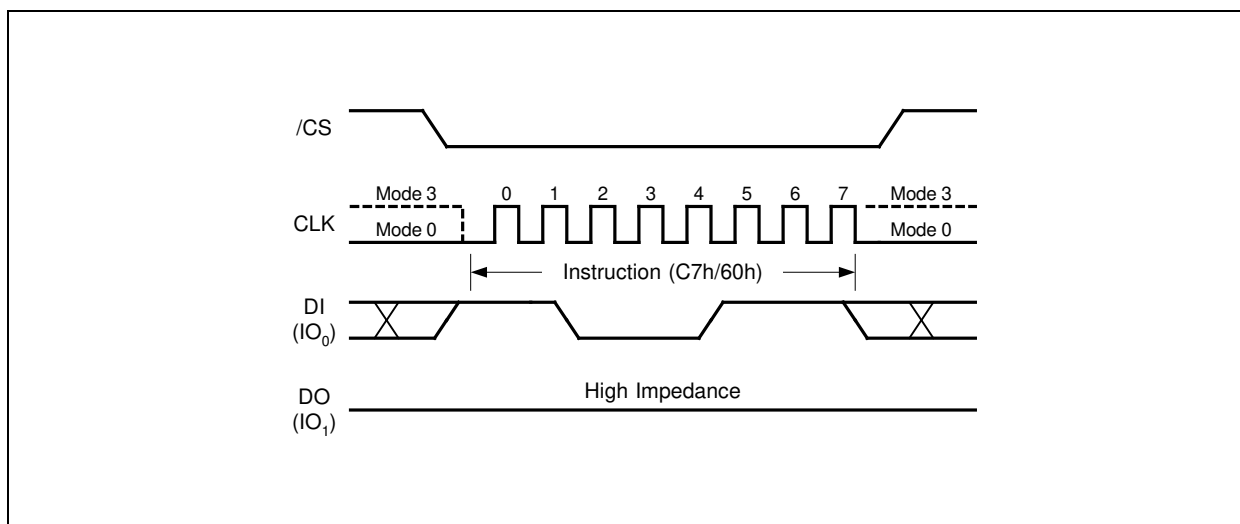 /CS
Mode 3 0 1 2 3 4 5 6 7 Mode 3
CLK
Mode 0 Mode 0
Instruction (C7h/60h)
DI
(IO0)
High Impedance
DO
(IO1)